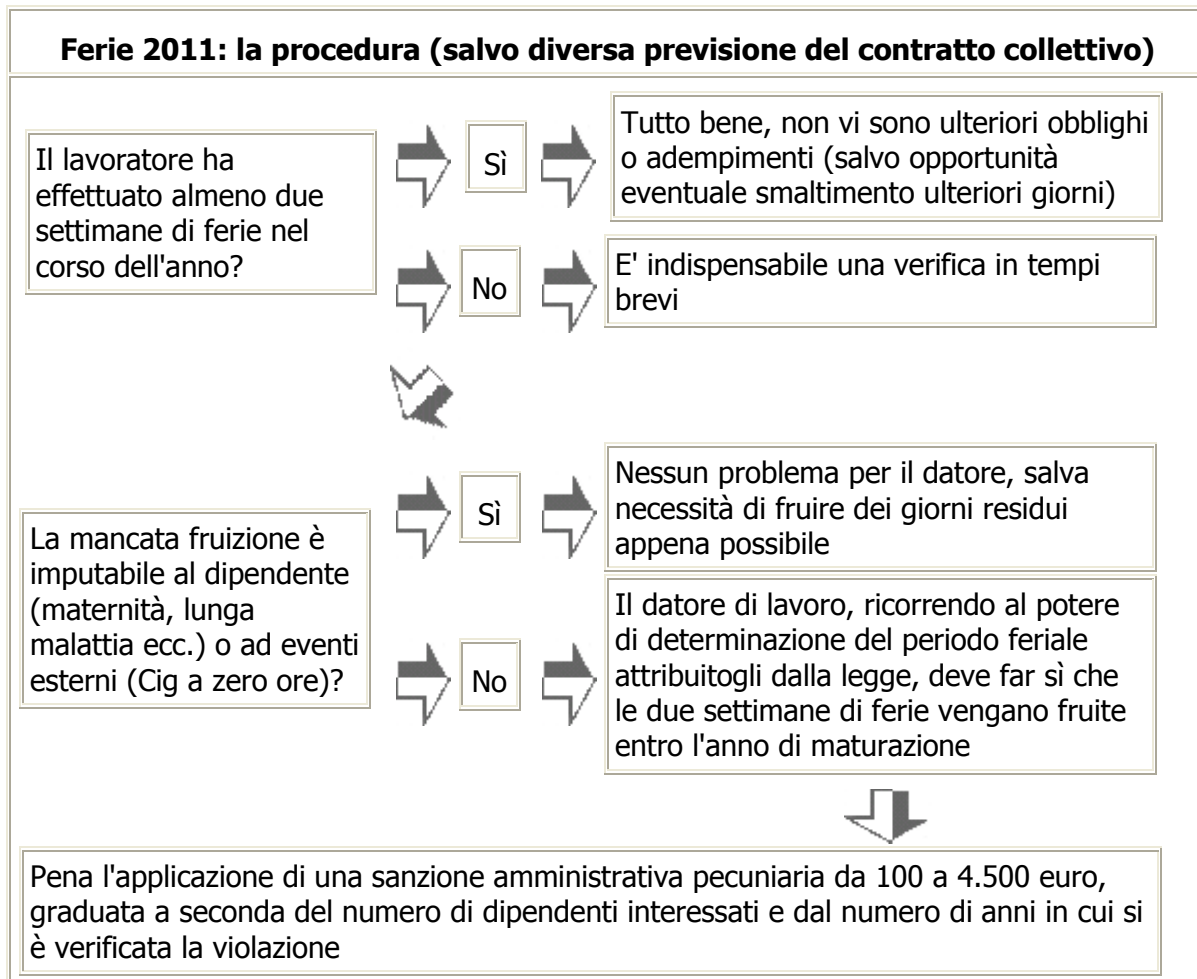 Ferie 2011: la procedura (salvo diversa previsione del contratto collettivo)
Il lavoratore ha
effettuato almeno due
settimane di ferie nel
corso dell'anno?
Sì
Tutto bene, non vi sono ulteriori obblighi
o adempimenti (salvo opportunità
eventuale smaltimento ulteriori giorni)
No
E' indispensabile una verifica in tempi
brevi
La mancata fruizione è
imputabile al dipendente
(maternità, lunga
malattia ecc.) o ad eventi
esterni (Cig a zero ore)?
Sì
Nessun problema per il datore, salva
necessità di fruire dei giorni residui
appena possibile
No
Il datore di lavoro, ricorrendo al potere
di determinazione del periodo feriale
attribuitogli dalla legge, deve far sì che
le due settimane di ferie vengano fruite
entro l'anno di maturazione
Pena l'applicazione di una sanzione amministrativa pecuniaria da 100 a 4.500 euro,
graduata a seconda del numero di dipendenti interessati e dal numero di anni in cui si
è verificata la violazione